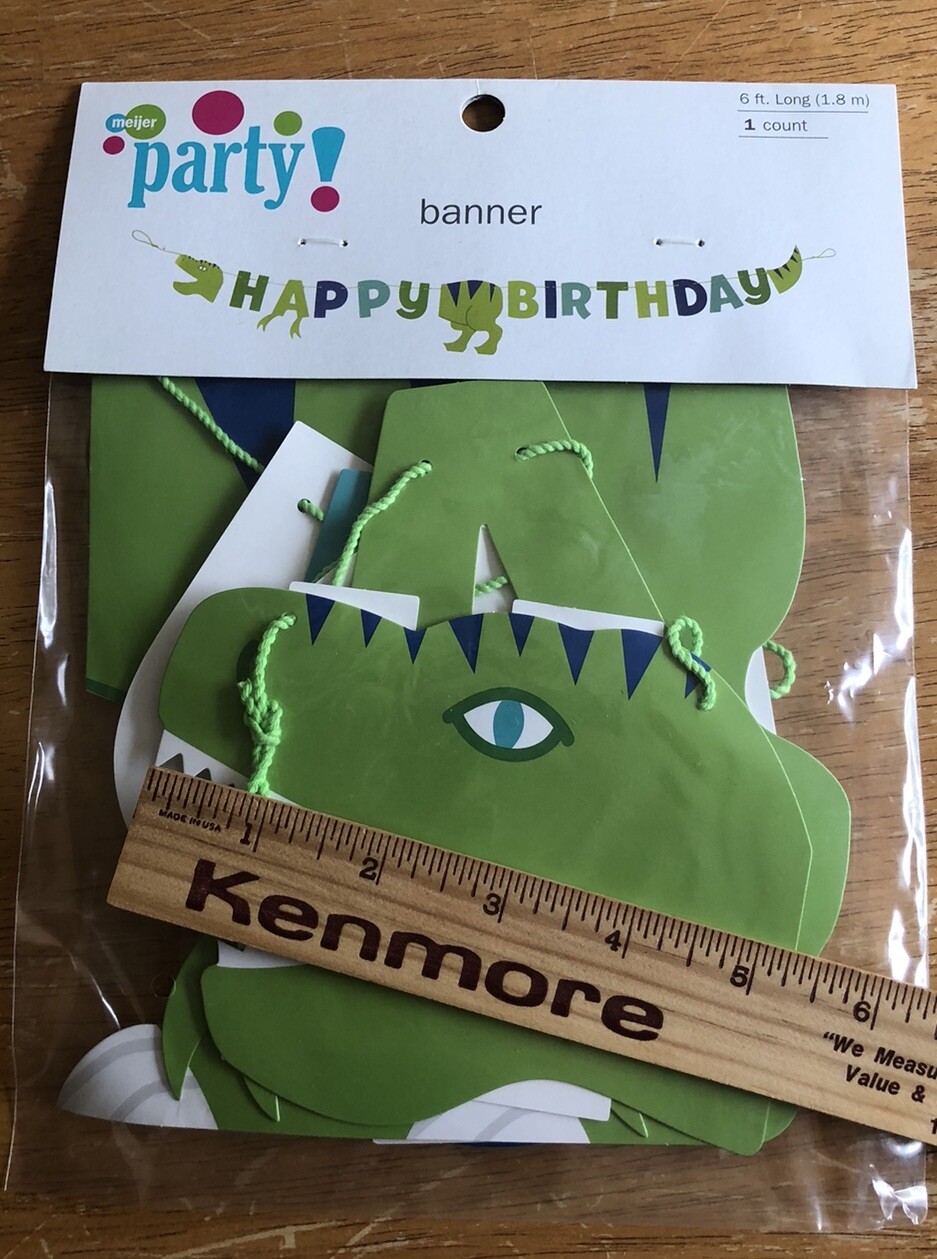 meijer
party!
6 ft. Long (1.8 m)
1 count
banner
HAPPY BIRTHDAY
MADE IN USA
1 2 3 4 5 6
Kenmore
“We Measu
Value &
1